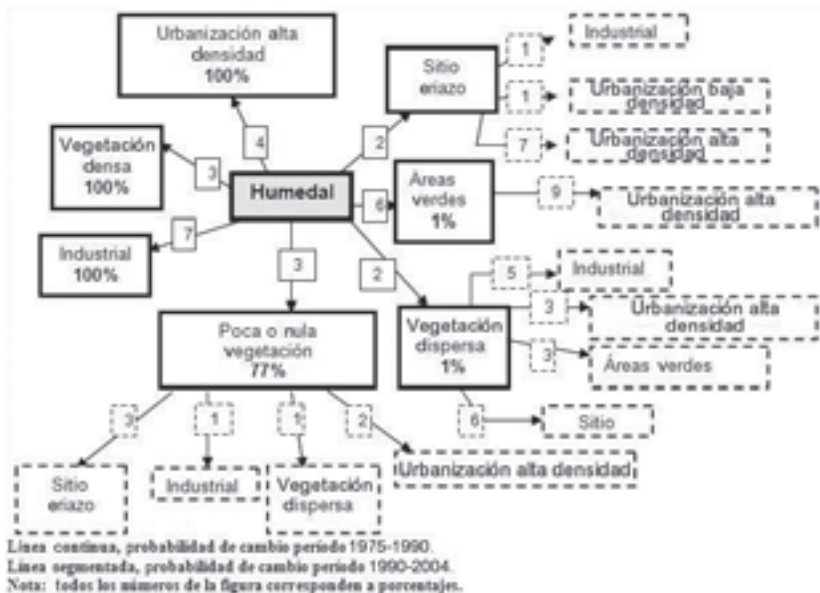 Urbanización alta
densidad
100%
Sitio
eriazo
1
Industrial
1
Urbanización baja
densidad
7
Urbanización alta
densidad
Vegetación
densa
100%
3
4
2
Humedal
6
Áreas
verdes
1%
9
Urbanización alta
densidad
Industrial
100%
7
3
2
Poca o nula
vegetación
77%
Vegetación
dispersa
1%
5
Industrial
3
Urbanización alta
densidad
3
Áreas verdes
6
Sitio
3
1
1
2
Sitio
eriazo
Industrial
Vegetación
dispersa
Urbanización alta densidad
Línea continua, probabilidad de cambio período 1975-1990.
Línea segmentada, probabilidad de cambio período 1990-2004.
Nota: todos los números de la figura corresponden a porcentajes.